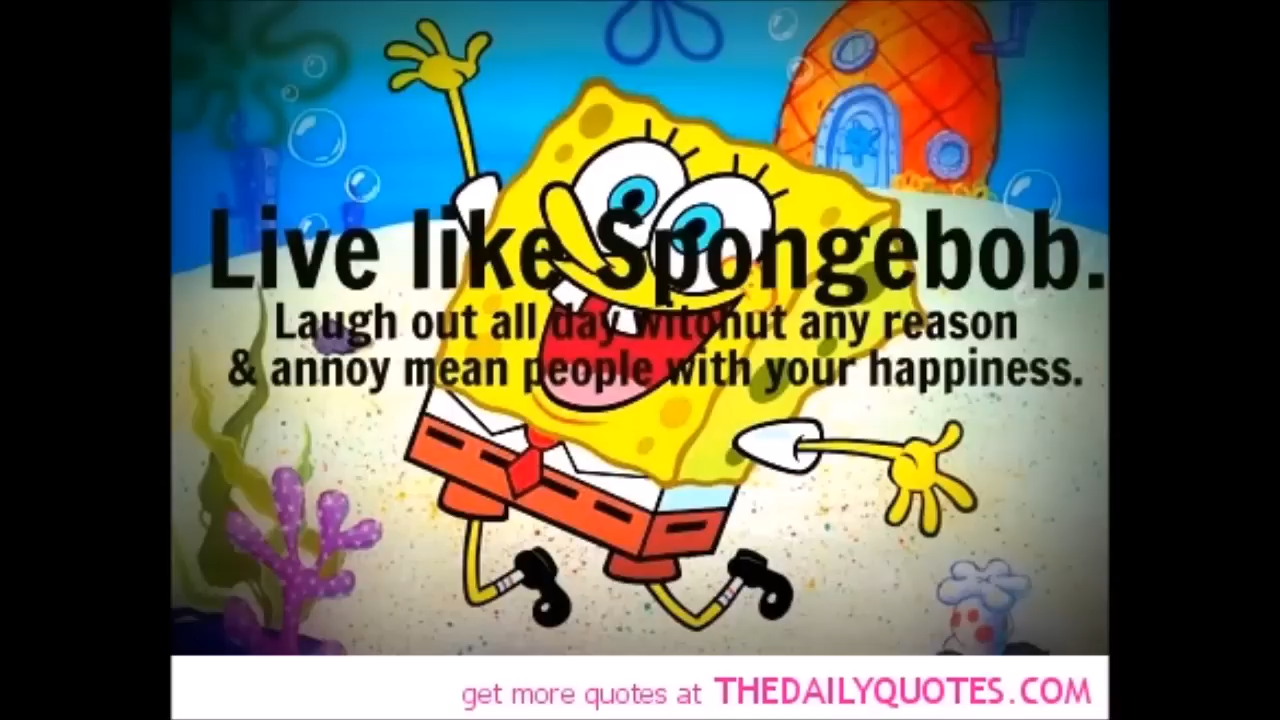 Live like Spongebob.
Laugh out all day witohut any reason
& annoy mean people with your happiness.
get more quotes at THEDAILYQUOTES.COM